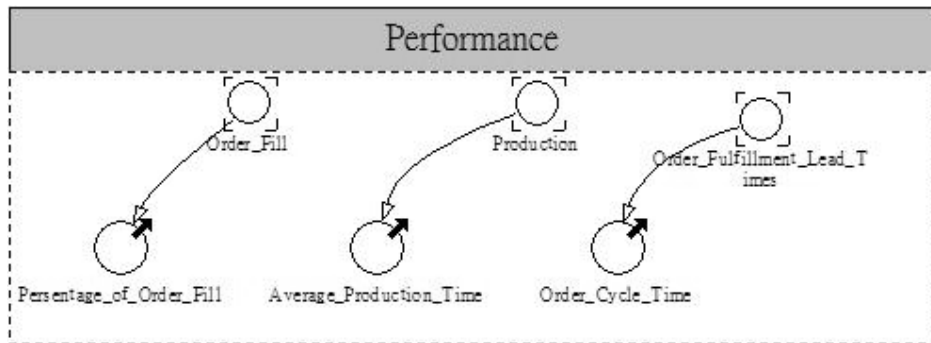 Performance
Order_Fill
Production
Order_Fulfillment_Lead_T
imes
Persentage_of_Order_Fill
Average_Production_Time
Order_Cycle_Time